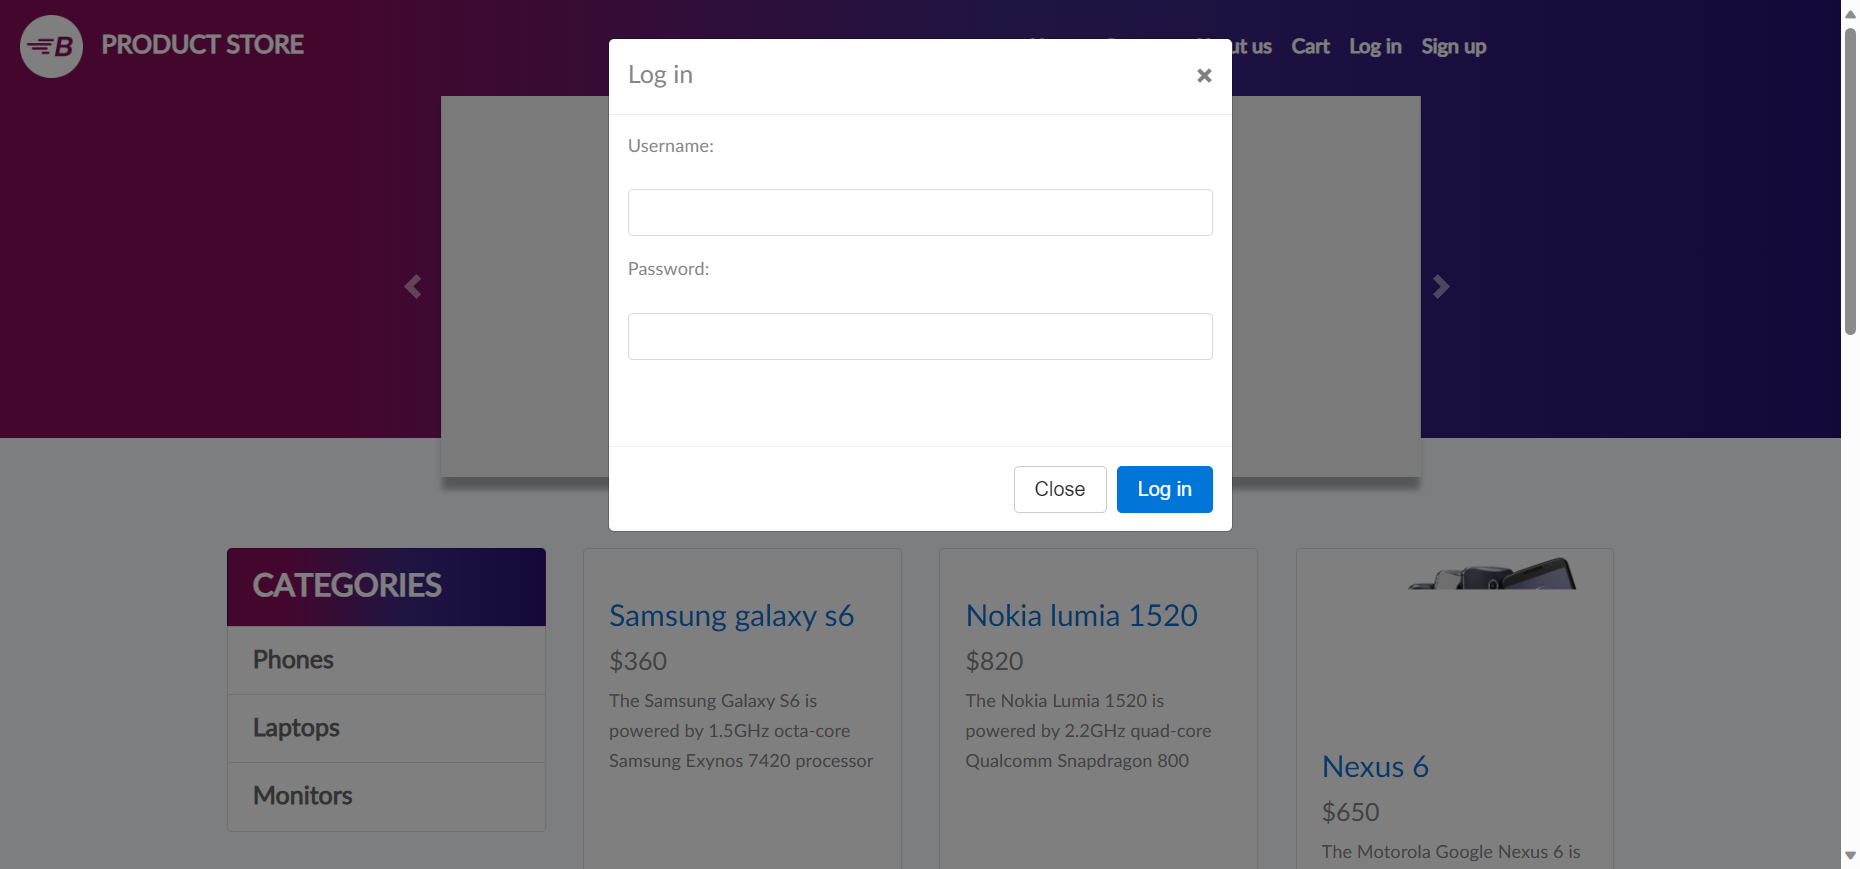 B PRODUCT STORE
ut us Cart Log in Sign up
Log in ×
Username:
Password:
Close Log in
CATEGORIES
Phones
Laptops
Monitors
Samsung galaxy s6
$360
The Samsung Galaxy S6 is
powered by 1.5GHz octa-core
Samsung Exynos 7420 processor
Nokia lumia 1520
$820
The Nokia Lumia 1520 is
powered by 2.2GHz quad-core
Qualcomm Snapdragon 800
Nexus 6
$650
The Motorola Google Nexus 6 is